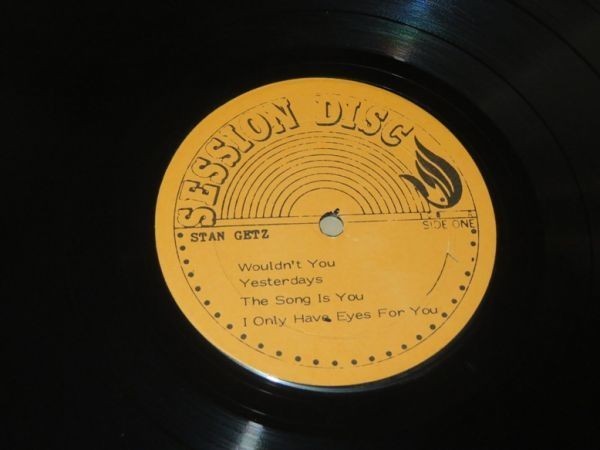 SESSION DISC
SIDE ONE
STAN GETZ
Wouldn't You
Yesterdays
The Song Is You
I Only Have Eyes For You